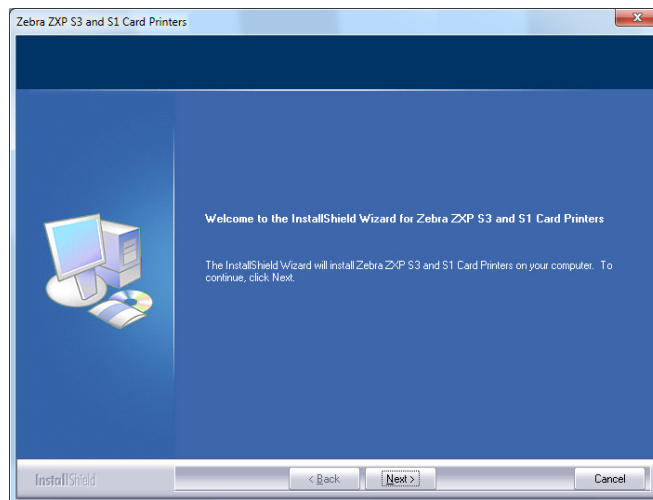 Zebra ZXP S3 and S1 Card Printers
Welcome to the InstallShield Wizard for Zebra ZXP S3 and S1 Card Printers
The InstallShield Wizard will install Zebra ZXP S3 and S1 Card Printers on your computer. To
continue, click Next.
InstallShield
< Back
Next >
Cancel